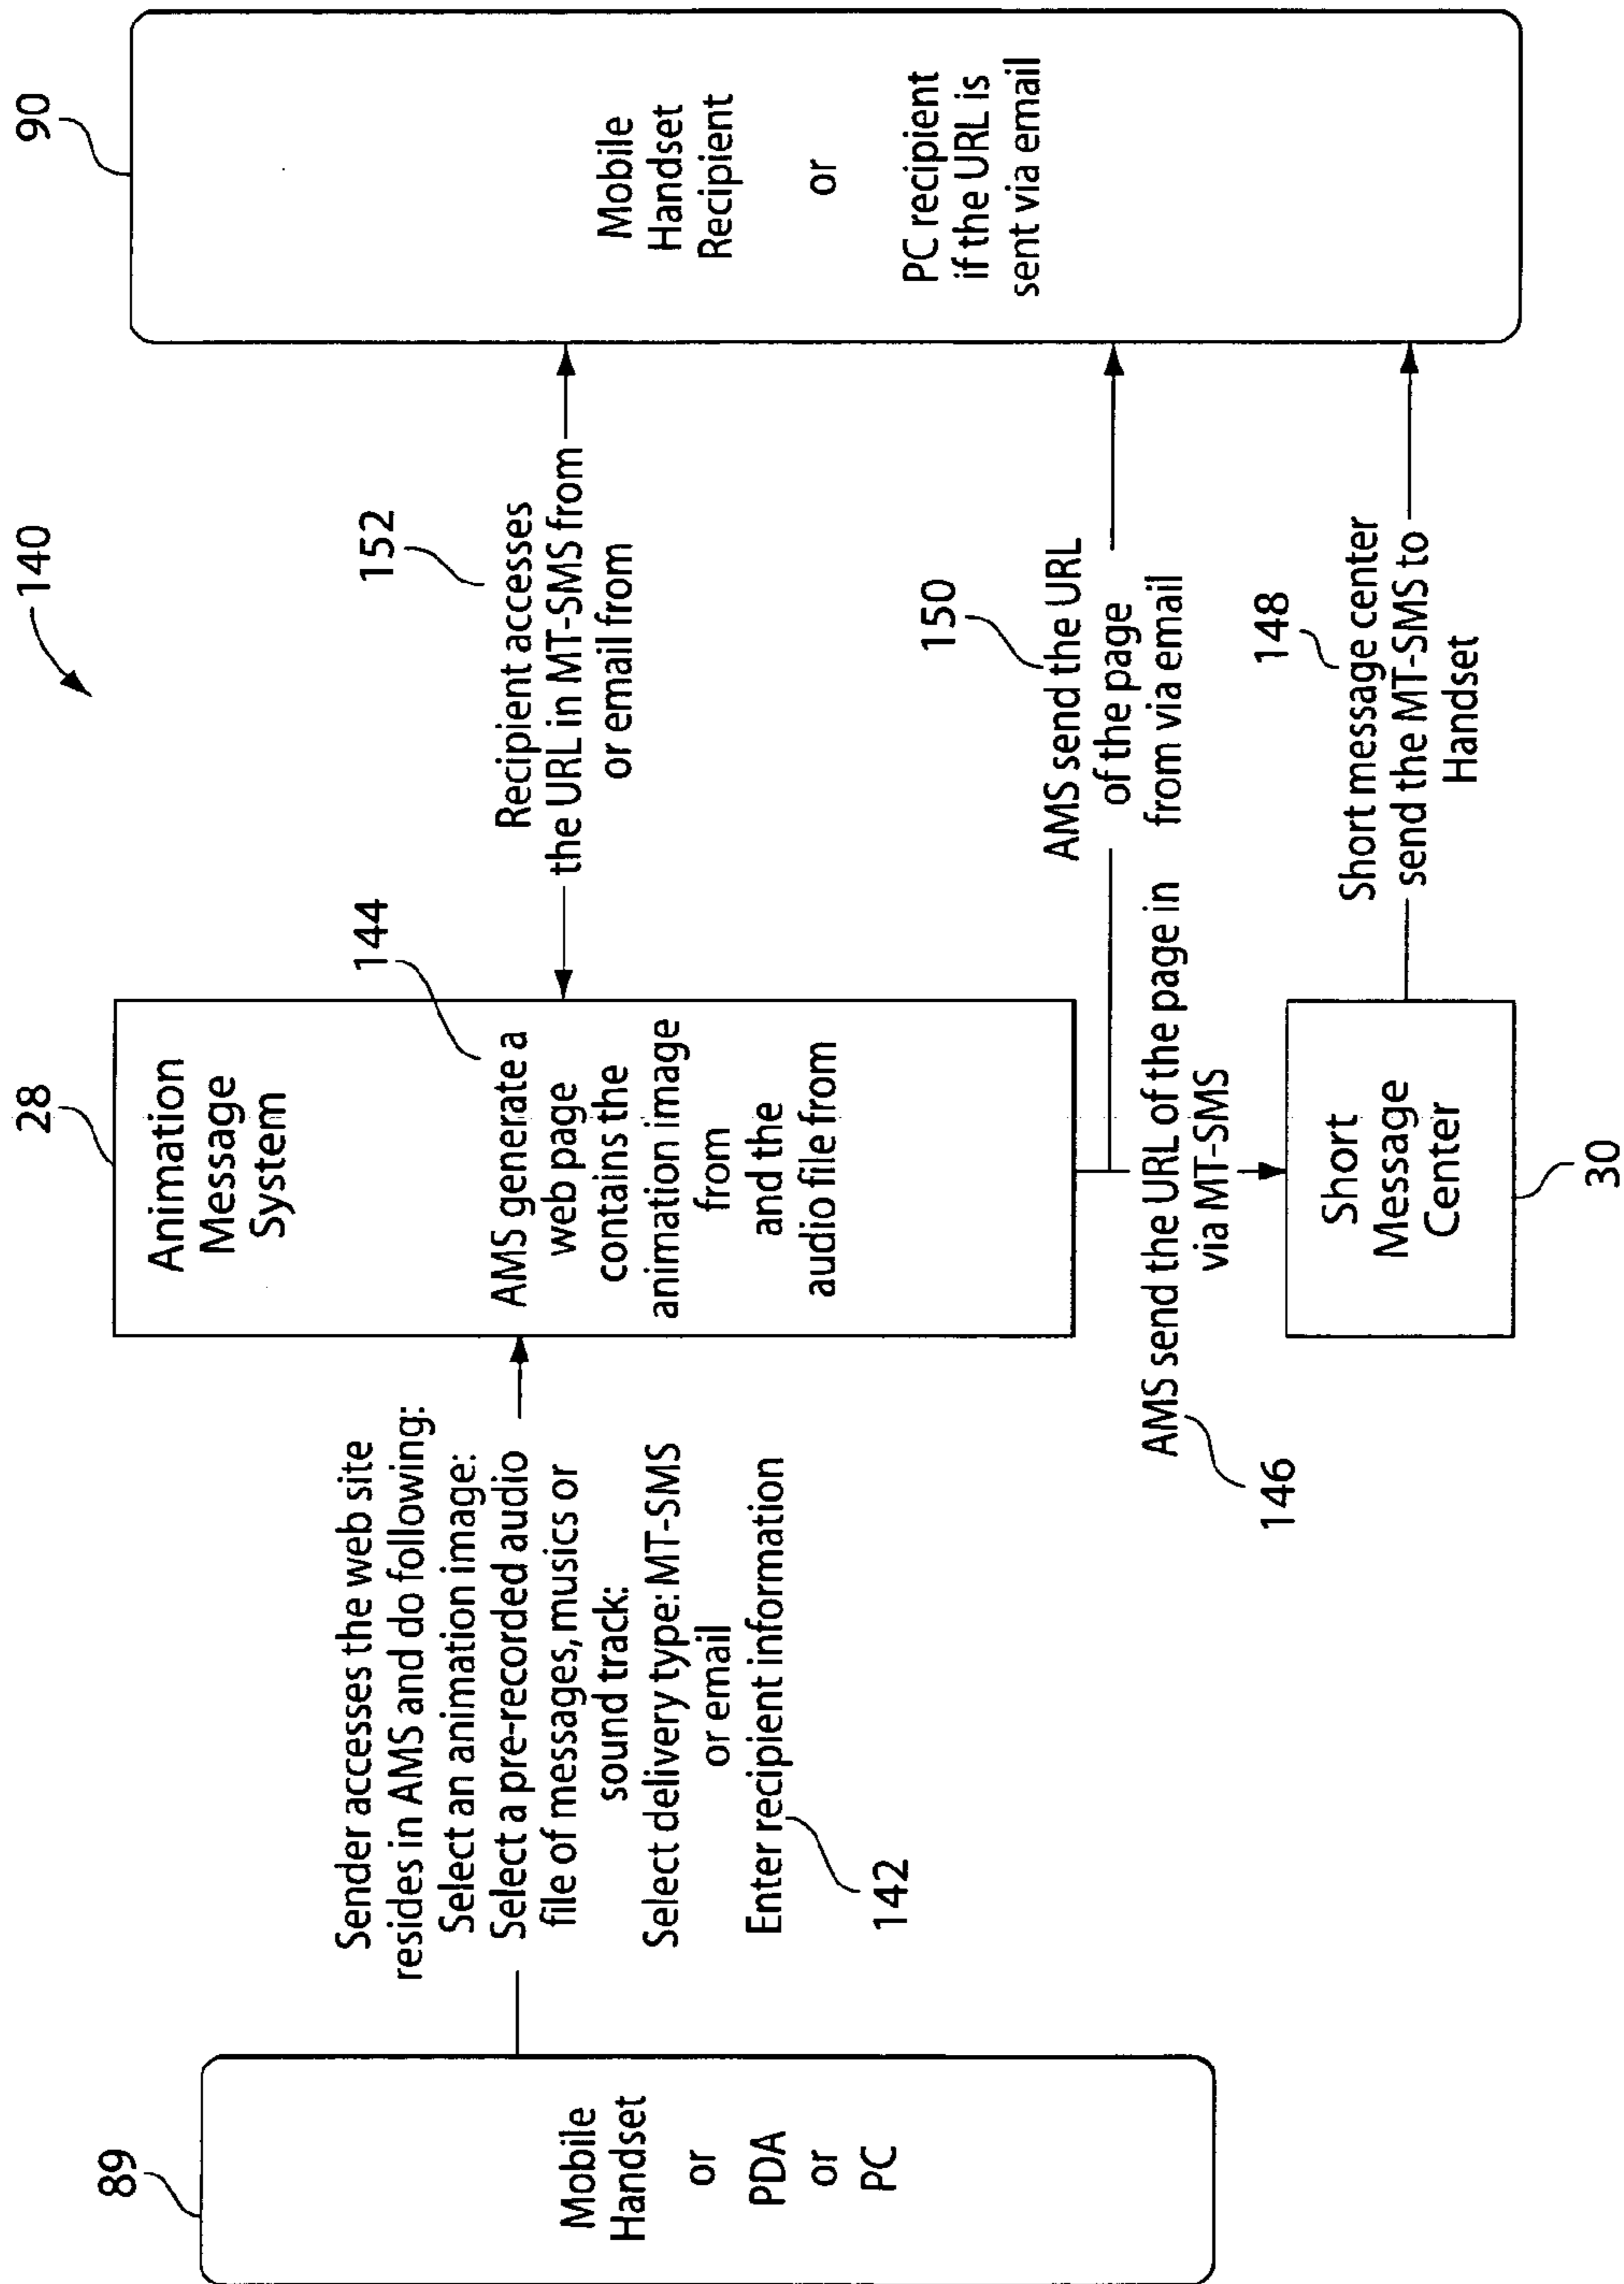 140
89
Mobile
Handset
or
PDA
or
PC
Sender accesses the web site
resides in AMS and do following:
Select an animation image:
Select a pre-recorded audio
file of messages, musics or
sound track:
Select delivery type: MT-SMS
or email
Enter recipient information
142
28
Animation
Message
System
144
AMS generate a
web page
contains the
animation image
from
and the
audio file from
152
Recipient accesses
the URL in MT-SMS from
or email from
90
Mobile
Handset
Recipient
or
PC recipient
if the URL is
sent via email
150
AMS send the URL
of the page
from via email
AMS send the URL of the page in
via MT-SMS
146
Short
Message
Center
30
148
Short message center
send the MT-SMS to
Handset